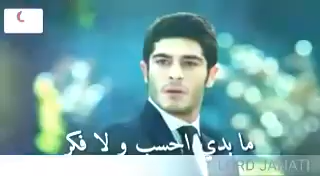 ما بدي احسب و لا فكر